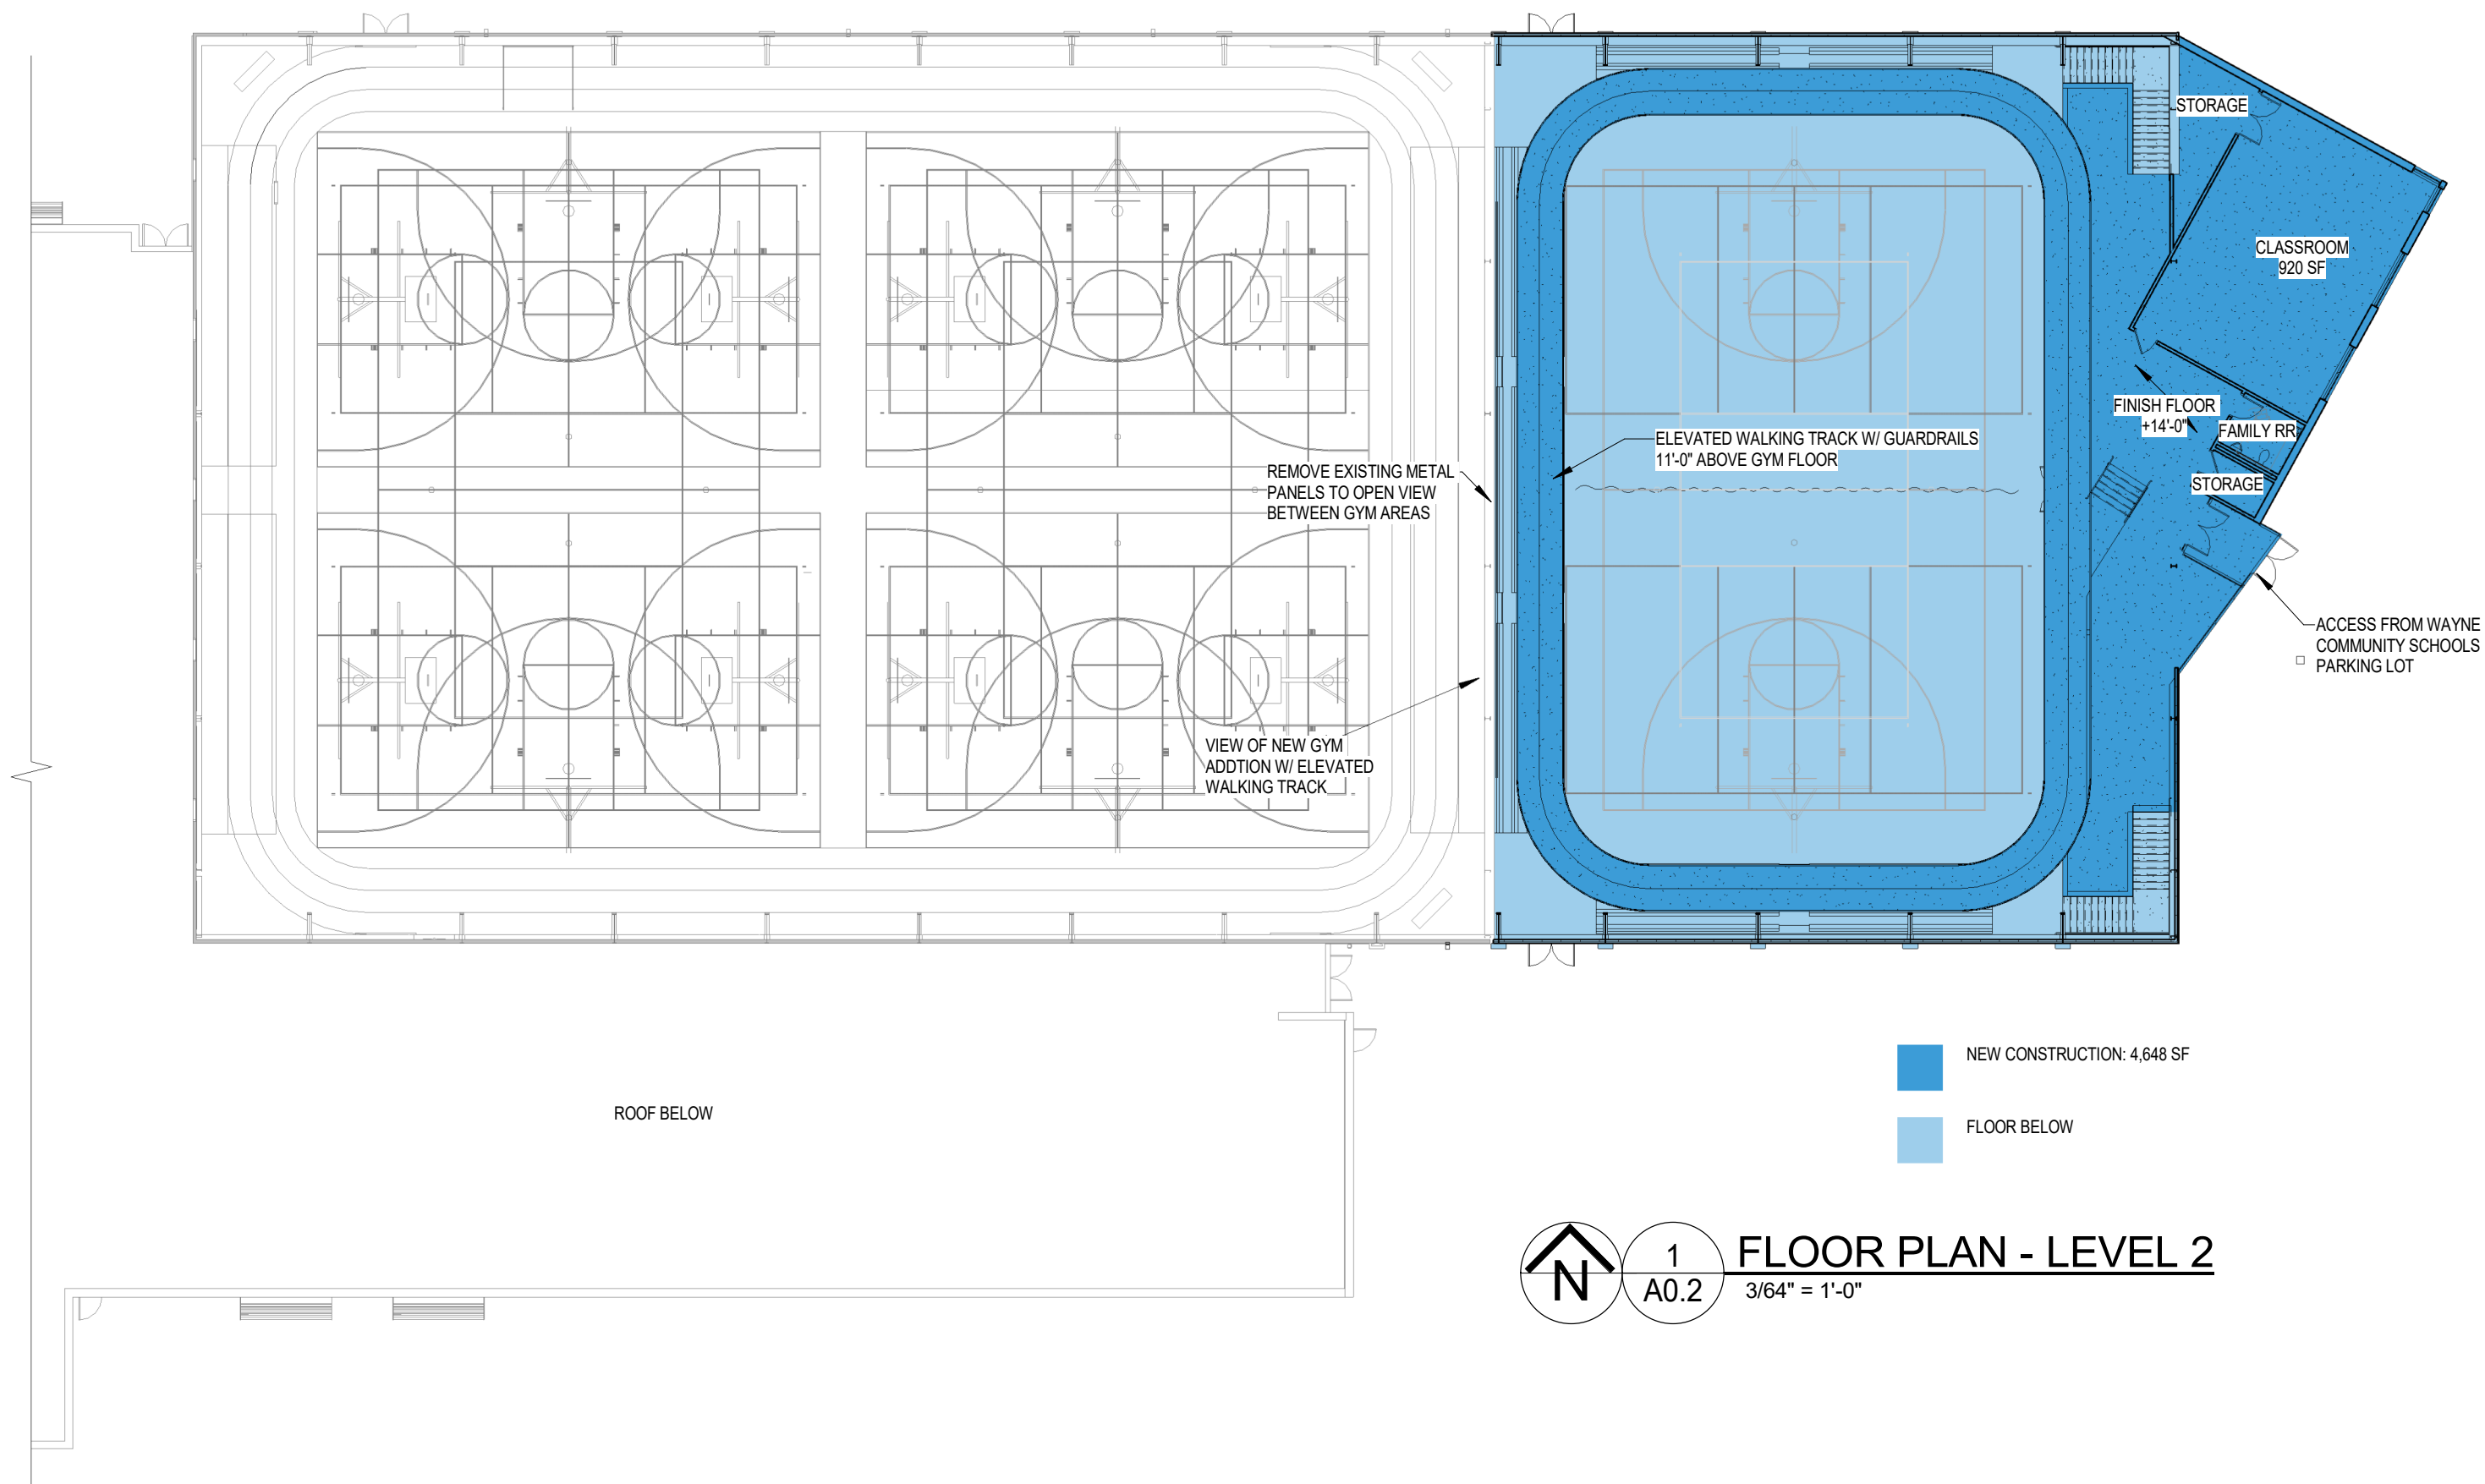 STORAGE
CLASSROOM
920 SF
FINISH FLOOR
+14'-0"
FAMILY RR
STORAGE
ELEVATED WALKING TRACK W/ GUARDRAILS
11'-0" ABOVE GYM FLOOR
REMOVE EXISTING METAL
PANELS TO OPEN VIEW
BETWEEN GYM AREAS
ACCESS FROM WAYNE
COMMUNITY SCHOOLS
PARKING LOT
VIEW OF NEW GYM
ADDTION W/ ELEVATED
WALKING TRACK
NEW CONSTRUCTION: 4,648 SF
ROOF BELOW
FLOOR BELOW
N
1
A0.2
FLOOR PLAN - LEVEL 2
3/64" = 1'-0"